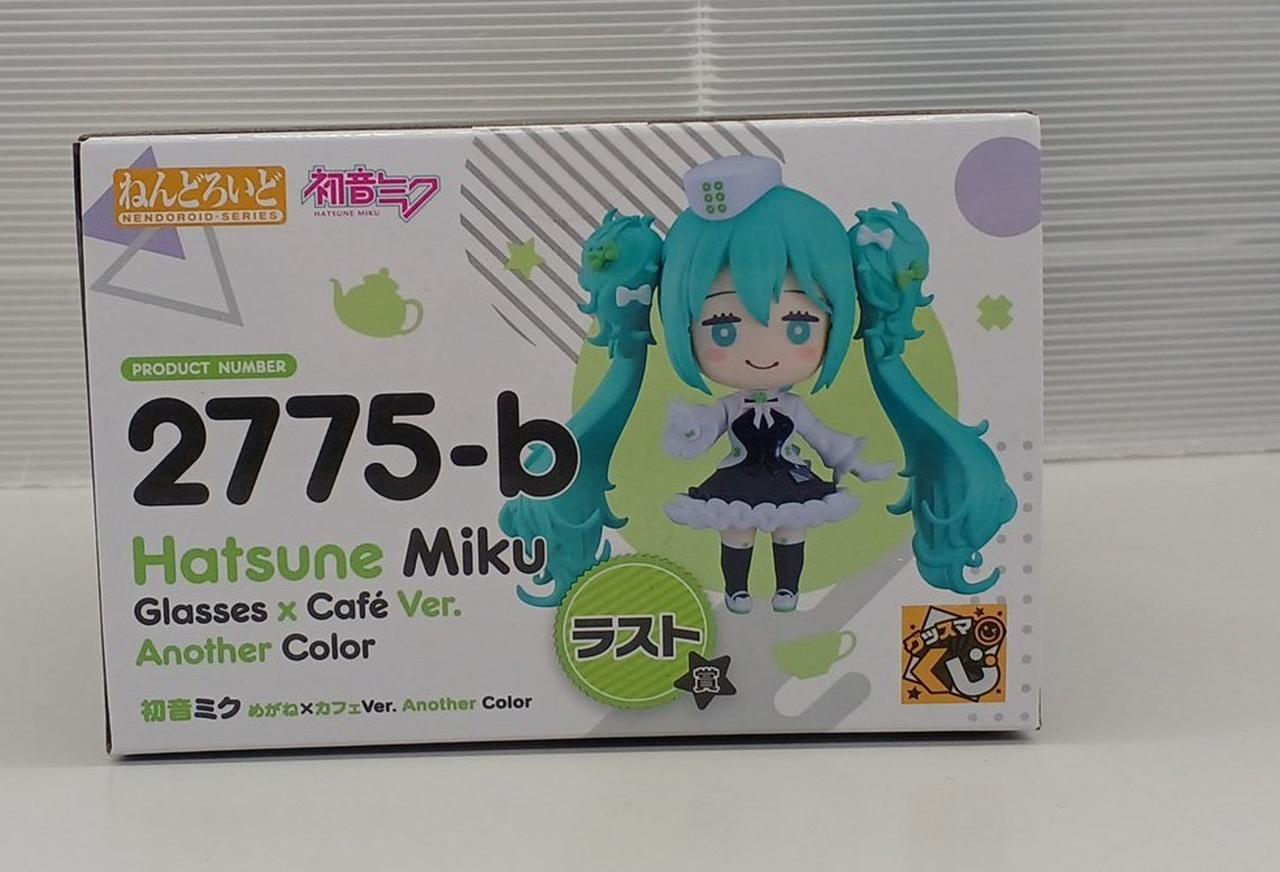 ねんどろいど
NENDOROID・SERIES
初音ミク
HATSUNE MIKU
PRODUCT NUMBER
2775-b
Hatsune Miku
Glasses x Café Ver.
Another Color
初音ミク めがね×カフェVer. Another Color
ラスト
賞
グッスマ
くじ